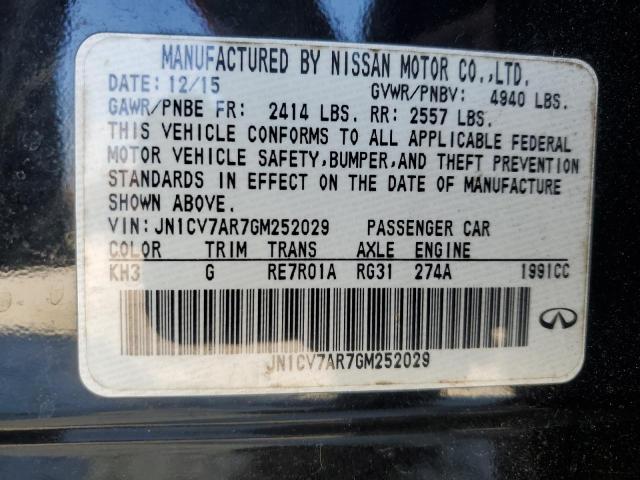 MANUFACTURED BY NISSAN MOTOR CO.,LTD.
DATE: 12/15 GVWR/PNBV: 4940 LBS.
GAWR/PNBE FR: 2414 LBS. RR: 2557 LBS.
THIS VEHICLE CONFORMS TO ALL APPLICABLE FEDERAL
MOTOR VEHICLE SAFETY,BUMPER,AND THEFT PREVENTION
STANDARDS IN EFFECT ON THE DATE OF MANUFACTURE
SHOWN ABOVE.
VIN:JN1CV7AR7GM252029 PASSENGER CAR
COLOR TRIM TRANS AXLE ENGINE
KH3 G RE7R01A RG31 274A 1991CC
JN1CV7AR7GM252029